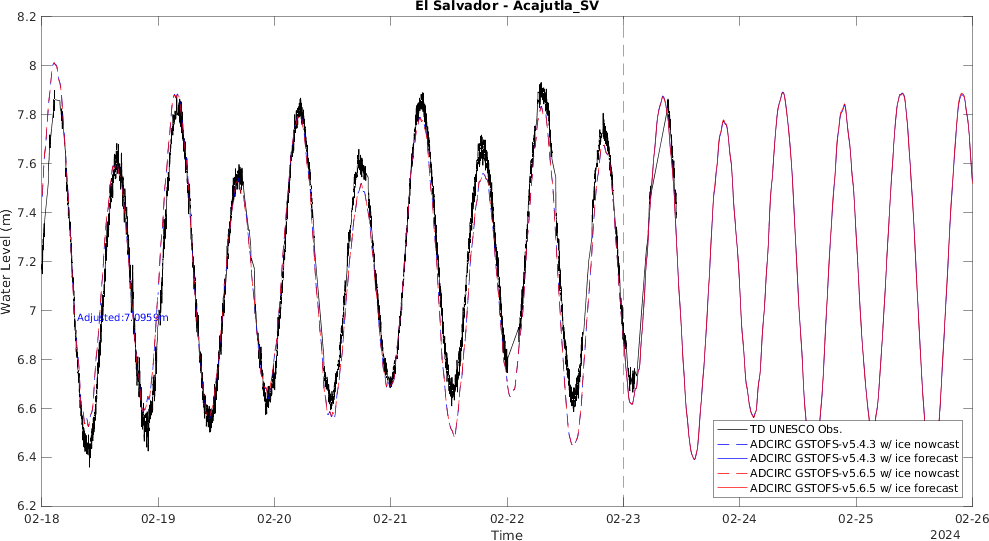 El Salvador - Acajutla_SV
8.2
8
7.8
7.6
7.4
7.2
7
6.8
6.6
6.4
6.2
Water Level (m)
Adjusted:7.0959m
TD UNESCO Obs.
ADCIRC GSTOFS-v5.4.3 w/ ice nowcast
ADCIRC GSTOFS-v5.4.3 w/ ice forecast
ADCIRC GSTOFS-v5.6.5 w/ ice nowcast
ADCIRC GSTOFS-v5.6.5 w/ ice forecast
02-18 02-19 02-20 02-21 02-22 02-23 02-24 02-25 02-26
Time
2024